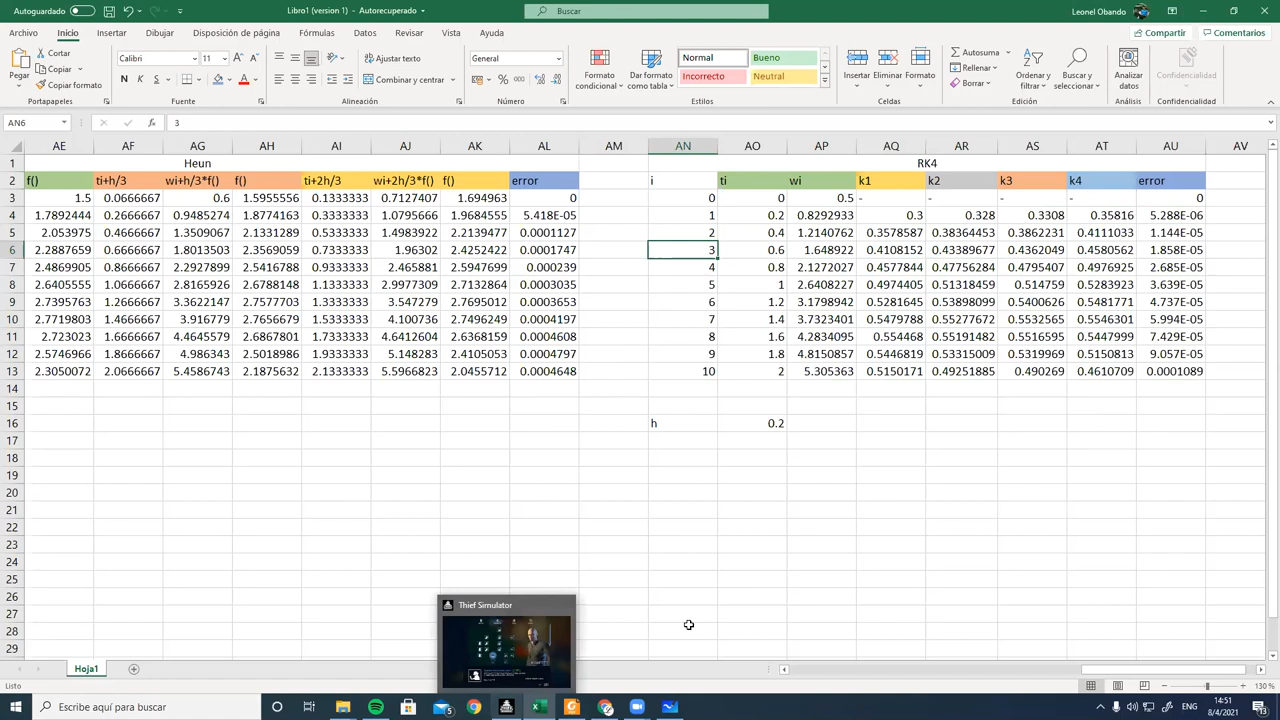 Autoguardado
Libro1 (version 1) - Autorecuperado
Buscar
Leonel Obando
Archivo Inicio Insertar Dibujar Disposición de página Fórmulas Datos Revisar Vista Ayuda
Compartir Comentarios
Pegar
Cortar
Copiar
Copiar formato
Calibri 11
N K S
Ajustar texto
Combinar y centrar
General
Formato condicional
Dar formato como tabla
Normal Bueno
Incorrecto Neutral
Insertar Eliminar Formato
Autosuma
Rellenar
Borrar
Ordenar y filtrar
Buscar y seleccionar
Analizar datos
Confidencialidad
Portapapeles Fuente Alineación Número Estilos Celdas Edición Análisis Confidencialidad
AN6 fx 3
AE AF AG AH AI AJ AK AL AM AN AO AP AQ AR AS AT AU AV
1 Heun RK4
2 f() ti+h/3 wi+h/3*f() f() ti+2h/3 wi+2h/3*f() f() error i ti wi k1 k2 k3 k4 error
3 1.5 0.0666667 0.6 1.5955556 0.1333333 0.7127407 1.694963 0 0 0 0.5 - - - - 0
4 1.7892444 0.2666667 0.9485274 1.8774163 0.3333333 1.0795666 1.9684555 5.418E-05 1 0.2 0.8292933 0.3 0.328 0.3308 0.35816 5.288E-06
5 2.053975 0.4666667 1.3509067 2.1331289 0.5333333 1.4983922 2.2139477 0.0001127 2 0.4 1.2140762 0.3578587 0.38364453 0.3862231 0.4111033 1.144E-05
6 2.2887659 0.6666667 1.8013503 2.3569059 0.7333333 1.96302 2.4252422 0.0001747 3 0.6 1.648922 0.4108152 0.43389677 0.4362049 0.4580562 1.858E-05
7 2.4869905 0.8666667 2.2927899 2.5416788 0.9333333 2.465881 2.5947699 0.000239 4 0.8 2.1272027 0.4577844 0.47756284 0.4795407 0.4976925 2.685E-05
8 2.6405555 1.0666667 2.8165926 2.6788148 1.1333333 2.9977309 2.7132864 0.0003035 5 1 2.6408227 0.4974405 0.51318459 0.514759 0.5283923 3.639E-05
9 2.7395763 1.2666667 3.3622147 2.7577703 1.3333333 3.547279 2.7695012 0.0003653 6 1.2 3.1798942 0.5281645 0.53898099 0.5400626 0.5481771 4.737E-05
10 2.7719803 1.4666667 3.916779 2.7656679 1.5333333 4.100736 2.7496249 0.0004197 7 1.4 3.7323401 0.5479788 0.55277672 0.5532565 0.5546301 5.994E-05
11 2.723023 1.6666667 4.4645579 2.6867801 1.7333333 4.6412604 2.6368159 0.0004608 8 1.6 4.2834095 0.554468 0.55191482 0.5516595 0.5447999 7.429E-05
12 2.5746966 1.8666667 4.986343 2.5018986 1.9333333 5.148283 2.4105053 0.0004797 9 1.8 4.8150857 0.5446819 0.53315009 0.5319969 0.5150813 9.057E-05
13 2.3050072 2.0666667 5.4586743 2.1875632 2.1333333 5.5966823 2.0455712 0.0004648 10 2 5.305363 0.5150171 0.49251885 0.490269 0.4610709 0.0001089
14
15
16 h 0.2
17
18
19
20
21
22
23
24
25
26
27
28
29
Thief Simulator
Hoja1
Listo
130 %
Escribe aquí para buscar
5
14:51
8/4/2021
13